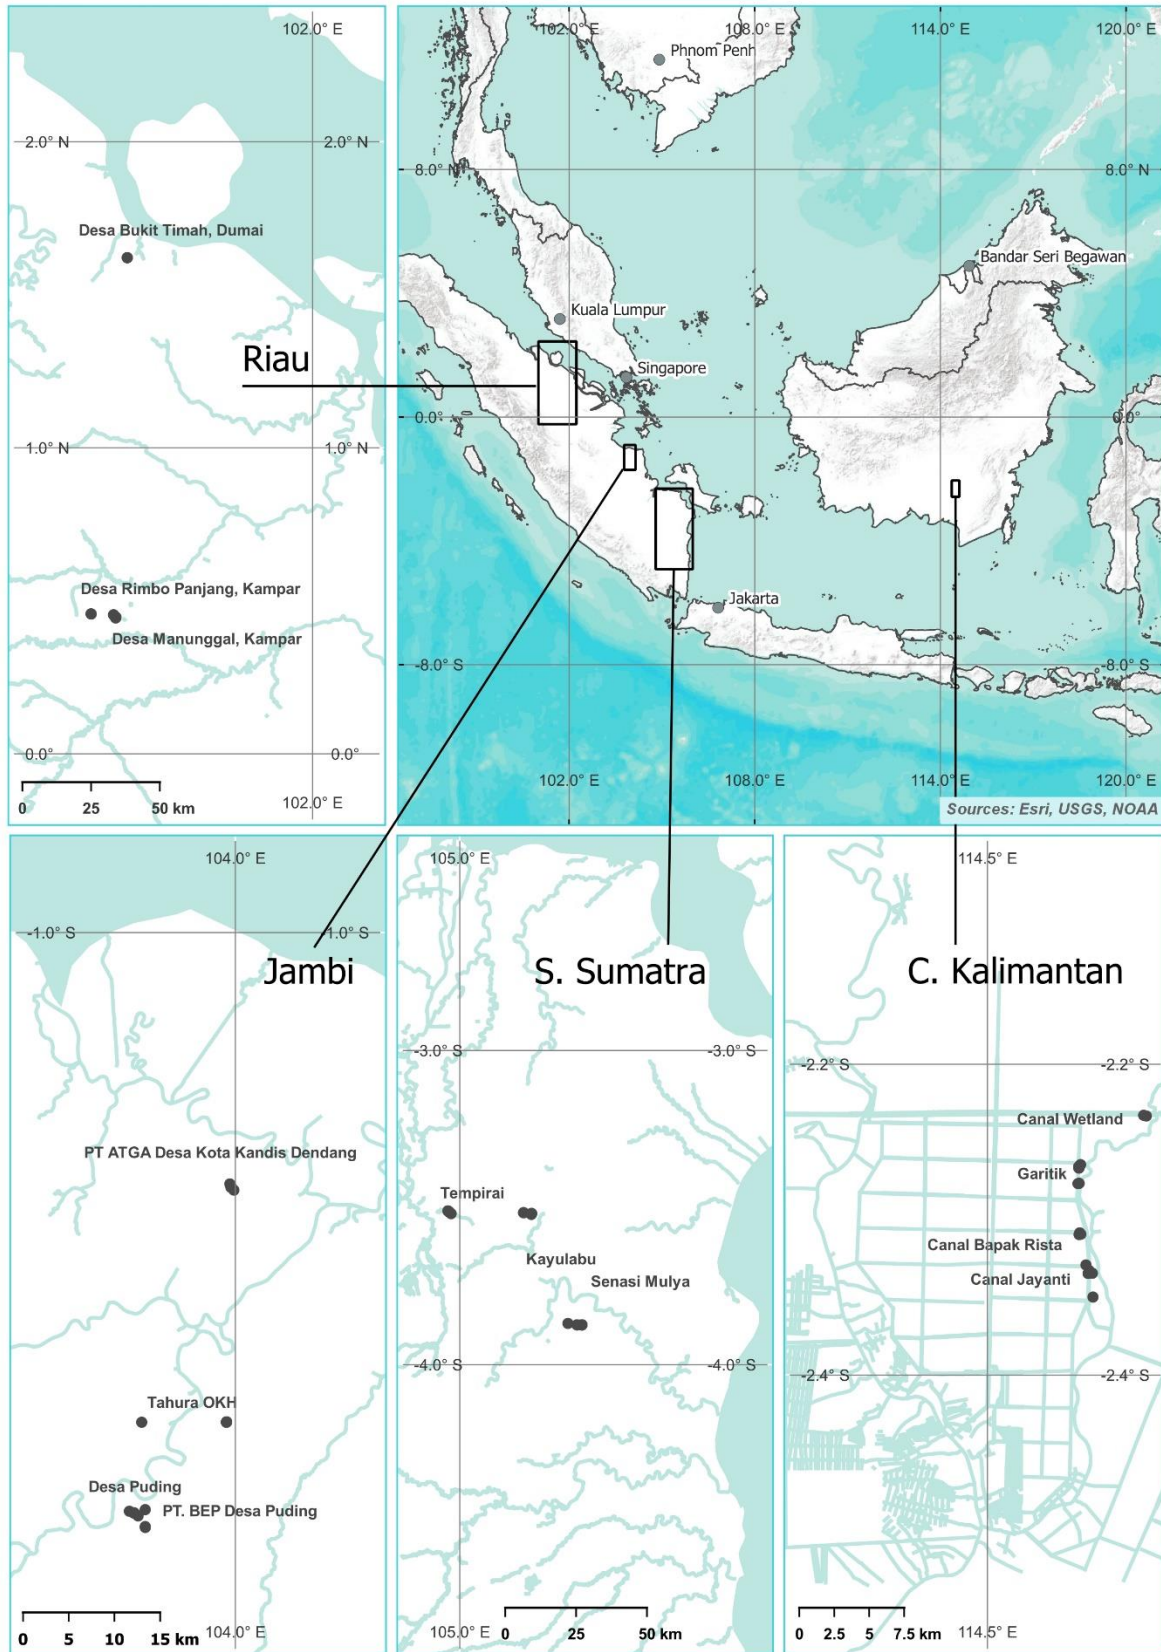 102.0° E
2.0° N
2.0° N
Desa Bukit Timah, Dumai
Riau
1.0° N
1.0° N
Desa Rimbo Panjang, Kampar
Desa Manunggal, Kampar
0.0°
0.0°
0 25 50 km
102.0° E
102.0° E
108.0° E
114.0° E
120.0° E
Phnom Penh
8.0° N
8.0° N
Bandar Seri Begawan
Kuala Lumpur
Singapore
0.0°
0.0°
Jakarta
-8.0° S
-8.0° S
102.0° E
108.0° E
114.0° E
120.0° E
Sources: Esri, USGS, NOAA
104.0° E
-1.0° S
-1.0° S
Jambi
PT ATGA Desa Kota Kandis Dendang
Tahura OKH
Desa Puding
PT. BEP Desa Puding
0 5 10 15 km
104.0° E
105.0° E
S. Sumatra
-3.0° S
-3.0° S
Tempirai
Kayulabu
Senasi Mulya
-4.0° S
-4.0° S
0 25 50 km
105.0° E
114.5° E
C. Kalimantan
-2.2° S
-2.2° S
Canal Wetland
Garitik
Canal Bapak Rista
Canal Jayanti
-2.4° S
-2.4° S
0 2.5 5 7.5 km
114.5° E